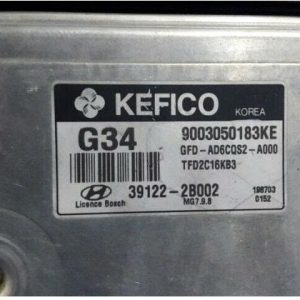 KEFICO KOREA
G34 9003050183KE
GFD-AD6CQS2-A000
TFD2C16KB3
39122-2B002 198703
Licence Bosch MG7.9.8 0152